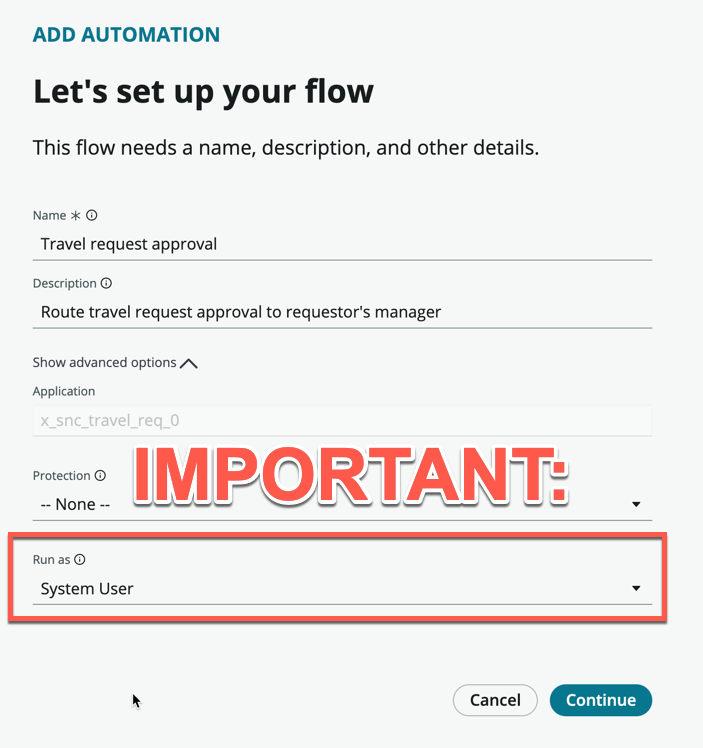 ADD AUTOMATION
Let's set up your flow
This flow needs a name, description, and other details.
Name *
Travel request approval
Description
Route travel request approval to requestor's manager
Show advanced options
Application
x_snc_travel_req_0
IMPORTANT:
Protection
-- None --
Run as
System User
Cancel Continue